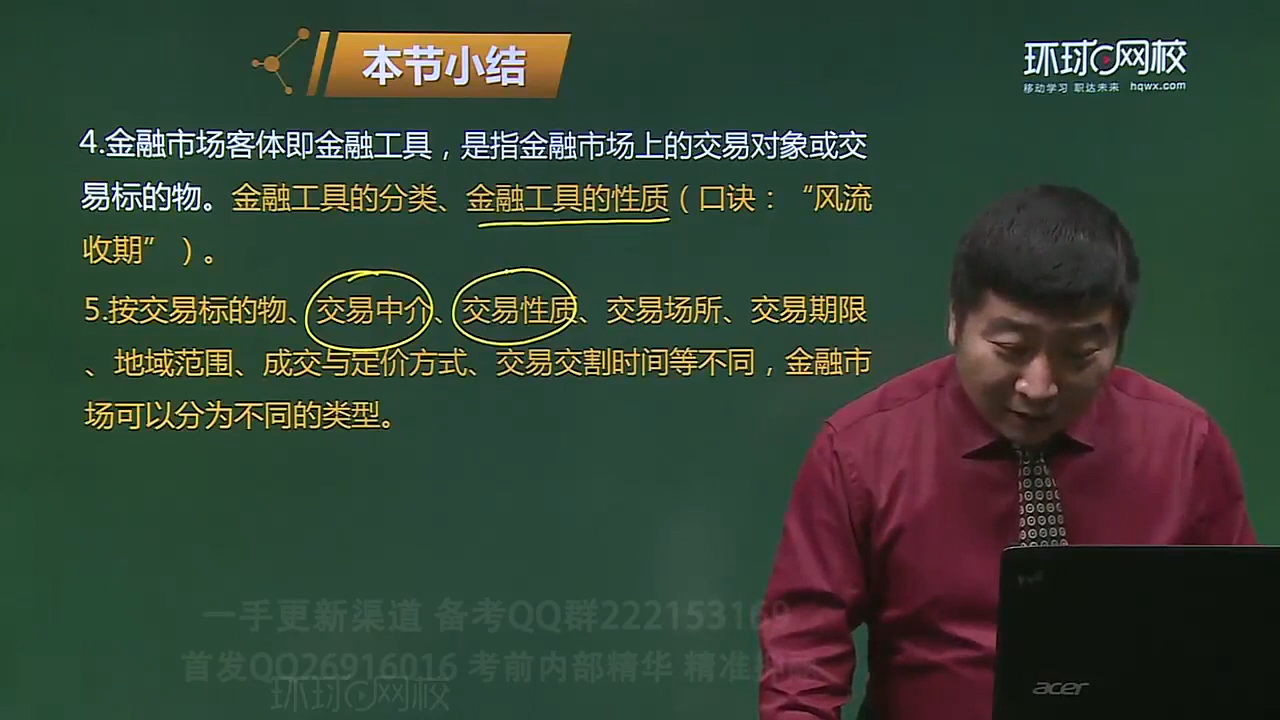 本节小结
环球网校
移动学习 职达未来 hqwx.com
4.金融市场客体即金融工具，是指金融市场上的交易对象或交
易标的物。金融工具的分类、金融工具的性质（口诀：“风流
收期”）。
5.按交易标的物、交易中介、交易性质、交易场所、交易期限
、地域范围、成交与定价方式、交易交割时间等不同，金融市
场可以分为不同的类型。
一手更新渠道 备考QQ群222153169
首发QQ26916016 考前内部精华 精准
环球网校
acer